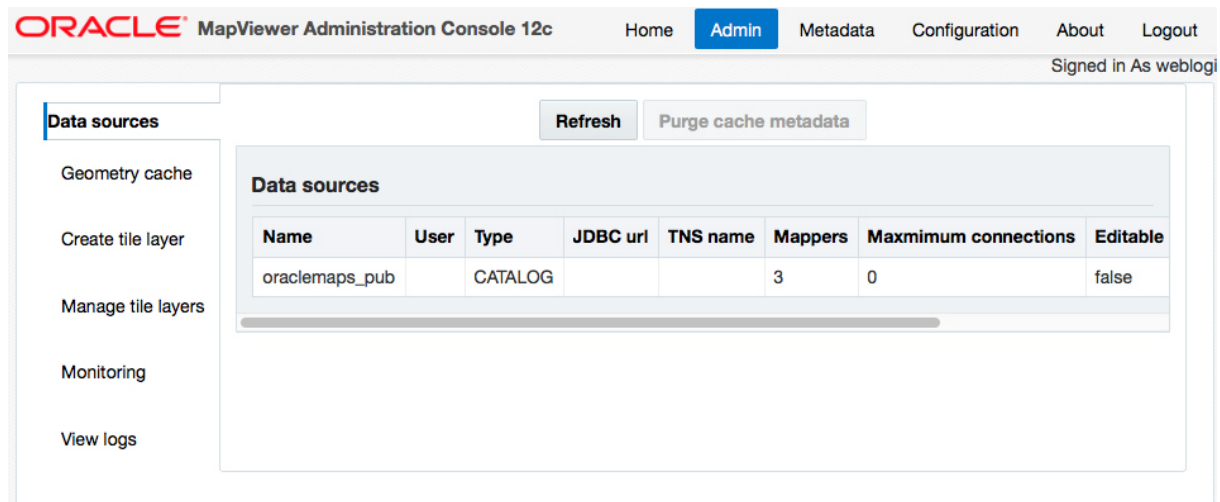 ORACLE MapViewer Administration Console 12c Home Admin Metadata Configuration About Logout
Signed in As weblogi
Data sources
Geometry cache
Create tile layer
Manage tile layers
Monitoring
View logs
Refresh Purge cache metadata
Data sources
Name User Type JDBC url TNS name Mappers Maxmimum connections Editable
oraclemaps_pub CATALOG 3 0 false